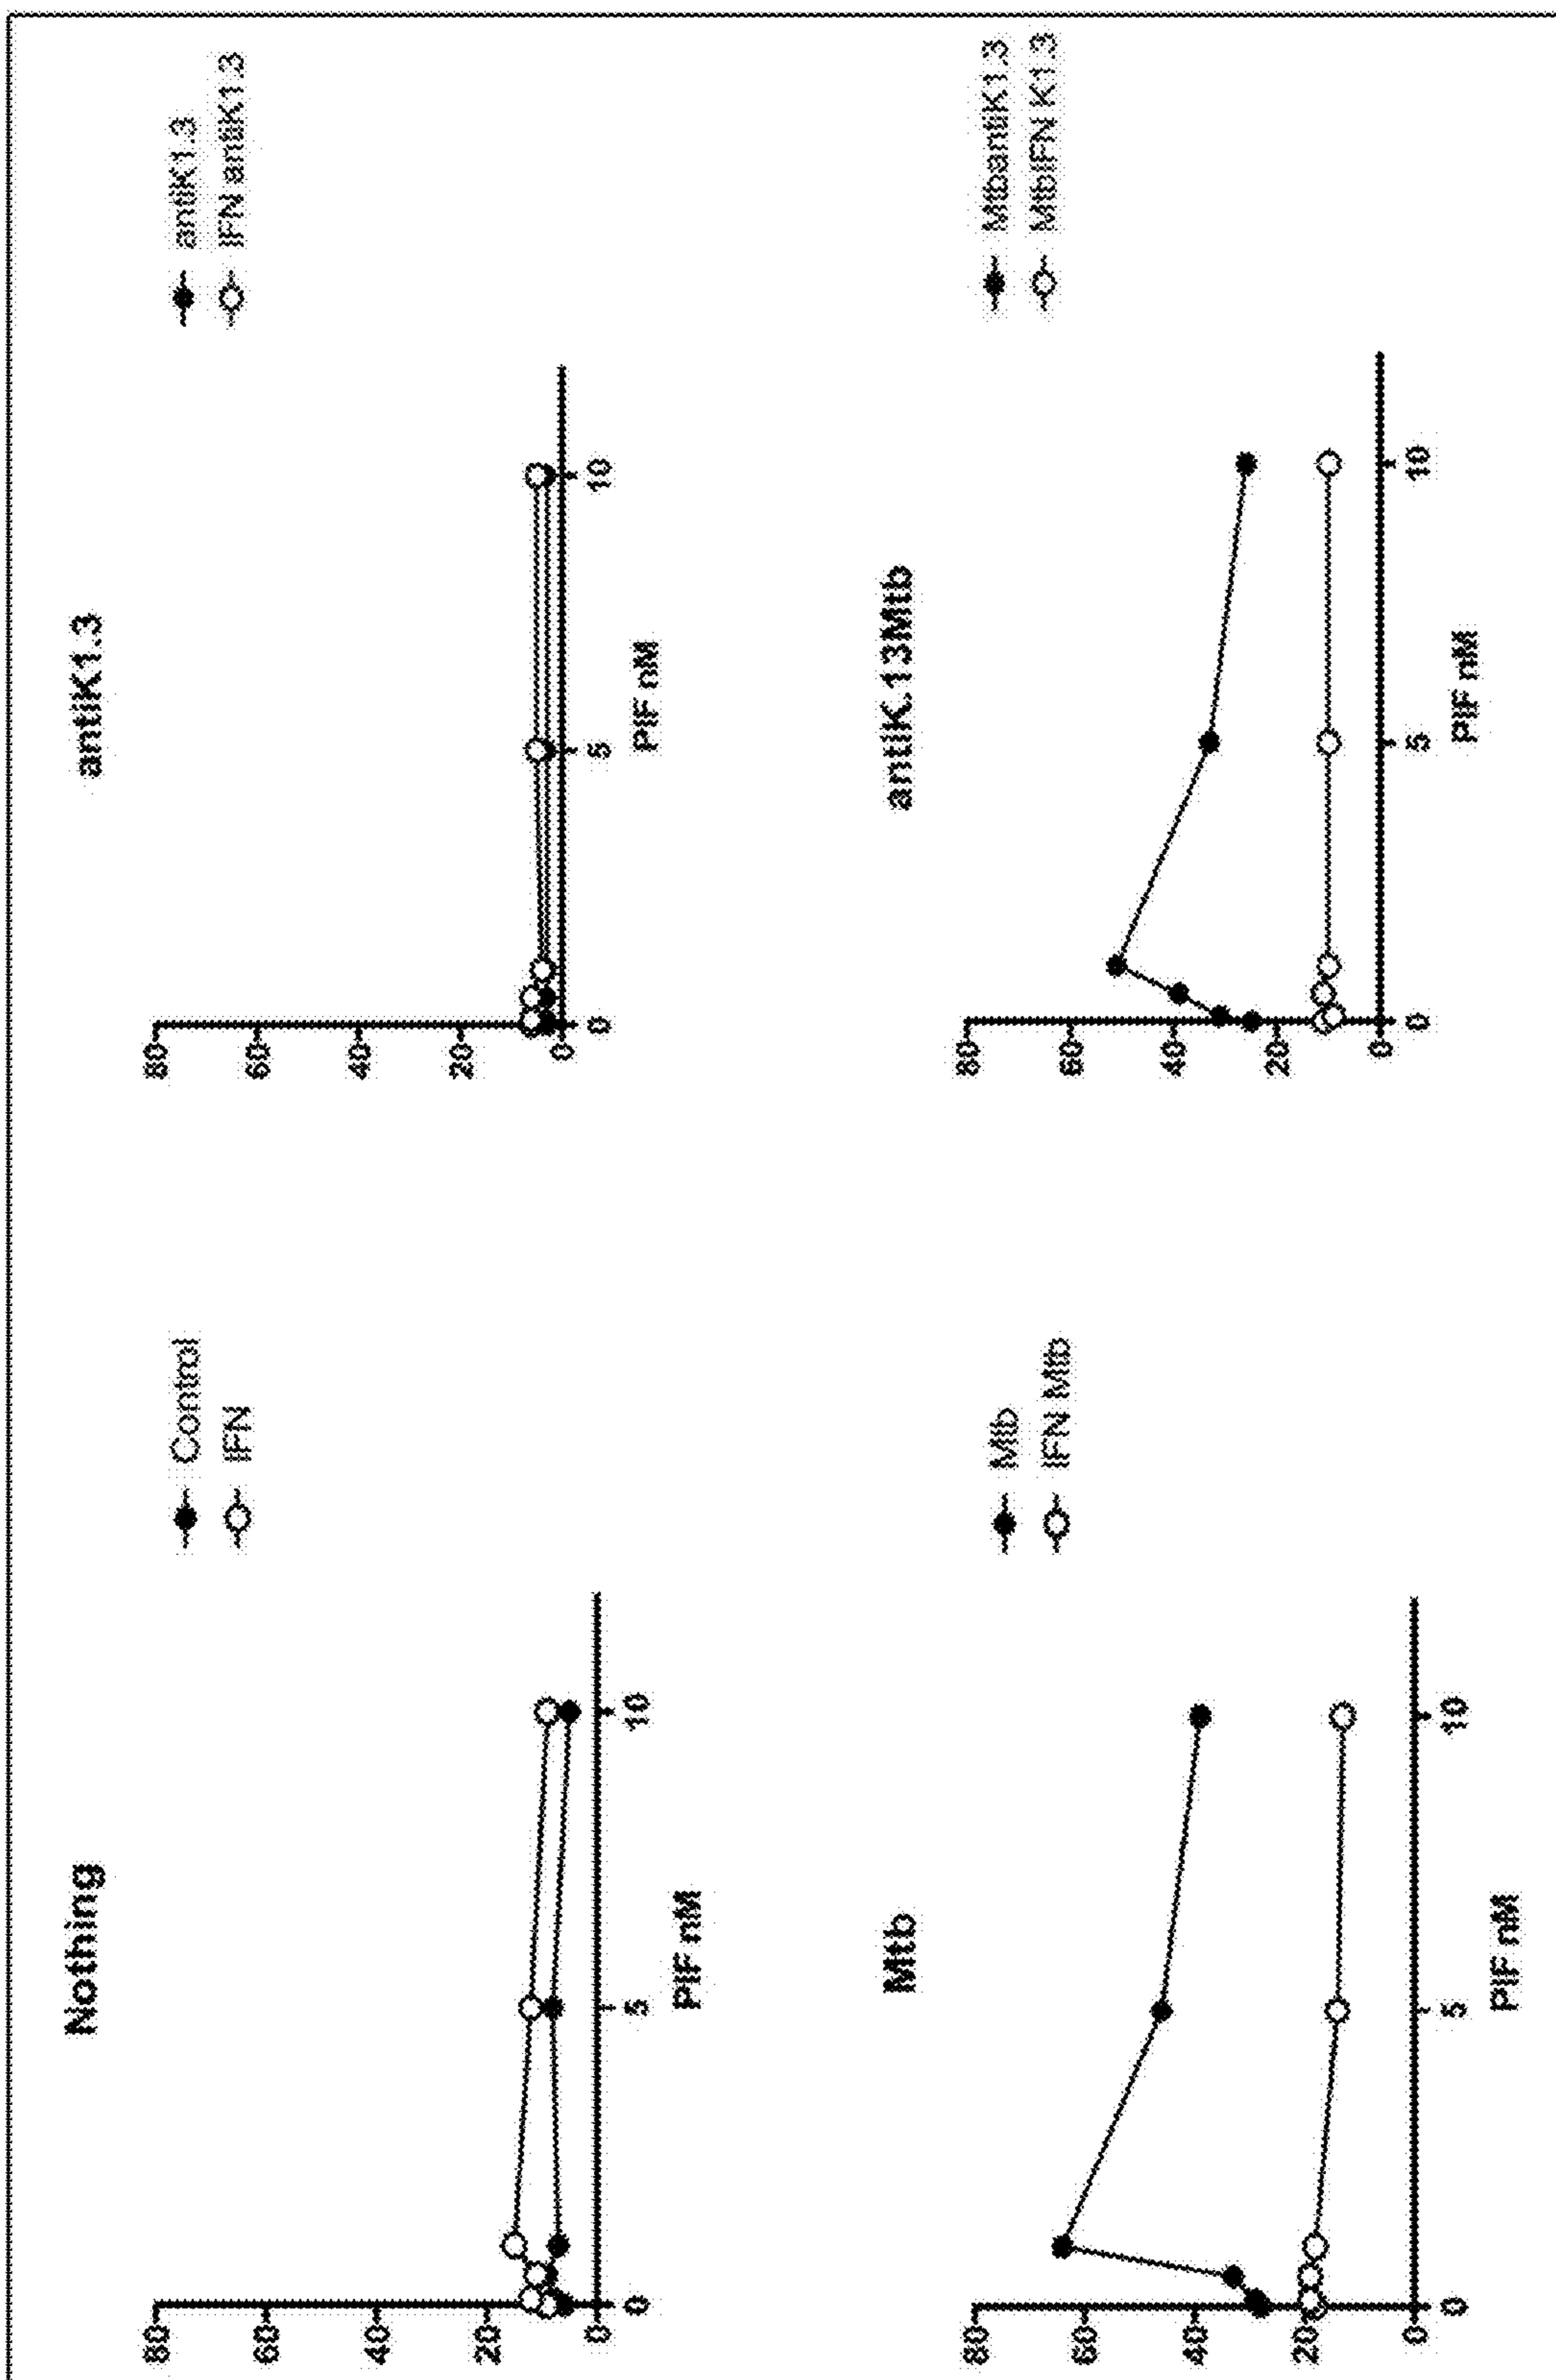 Nothing
Control
IFN
80
60
40
20
0
0
5
10
PIF nM
antiK1.3
antiK1.3
IFN antiK1.3
80
60
40
20
0
0
5
10
PIF nM
Mtb
Mtb
IFN Mtb
80
60
40
20
0
0
5
10
PIF nM
antiK.13Mtb
MtbantiK1.3
MtbIFN K1.3
80
60
40
20
0
0
5
10
PIF nM